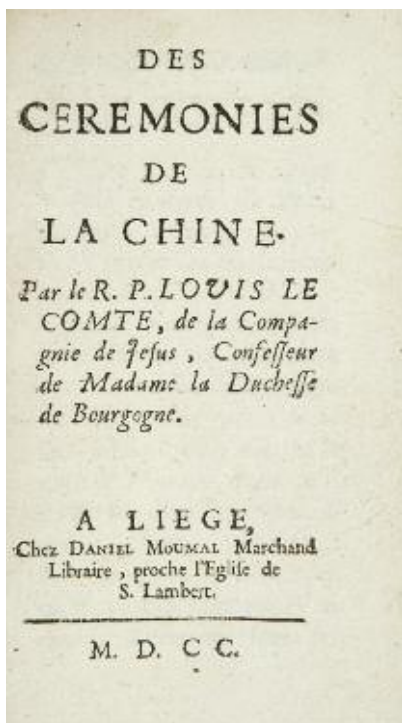 DES
CEREMONIES
DE
LA CHINE.
Par le R. P. LOVIS LE
COMTE, de la Compa-
gnie de Jesus, Confesseur
de Madame la Duchesse
de Bourgogne.
A LIEGE,
Chez DANIEL MOUMAL Marchand
Libraire, proche l'Eglise de
S. Lambert.
M. D. C C.